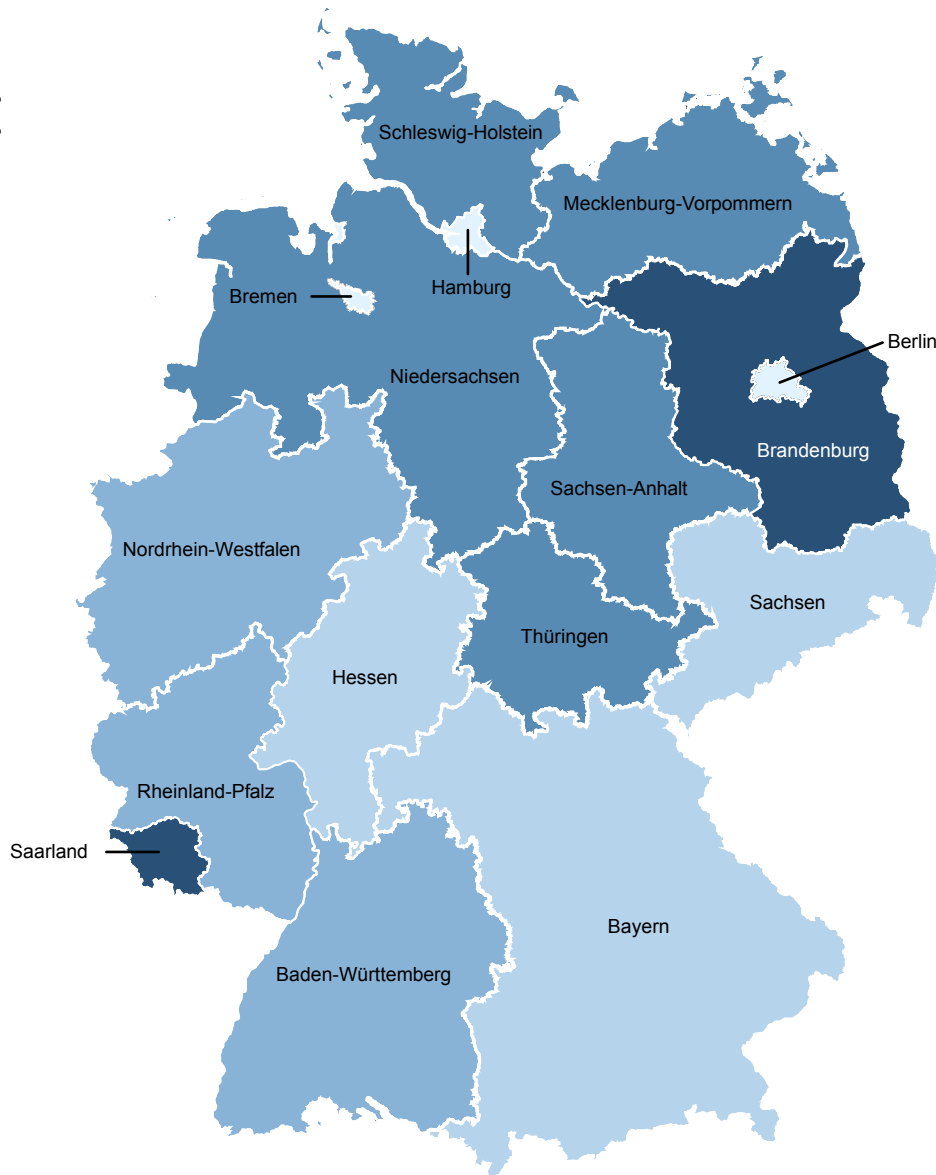 Schleswig-Holstein
Mecklenburg-Vorpommern
Hamburg
Bremen
Berlin
Niedersachsen
Brandenburg
Sachsen-Anhalt
Nordrhein-Westfalen
Sachsen
Thüringen
Hessen
Rheinland-Pfalz
Saarland
Bayern
Baden-Württemberg